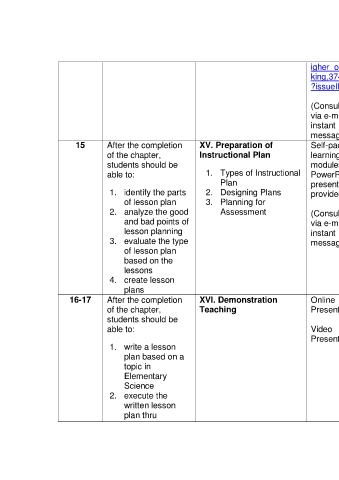 igher_o
king,37
?issueI
(Consul
via e-m
instant
messag
15
After the completion
of the chapter,
students should be
able to:
1. identify the parts
of lesson plan
2. analyze the good
and bad points of
lesson planning
3. evaluate the type
of lesson plan
based on the
lessons
4. create lesson
plans
XV. Preparation of
Instructional Plan
1. Types of Instructional
Plan
2. Designing Plans
3. Planning for
Assessment
Self-pac
learning
module
PowerP
present
provide
(Consul
via e-m
instant
messag
16-17
After the completion
of the chapter,
students should be
able to:
1. write a lesson
plan based on a
topic in
Elementary
Science
2. execute the
written lesson
plan thru
XVI. Demonstration
Teaching
Online
Present
Video
Present